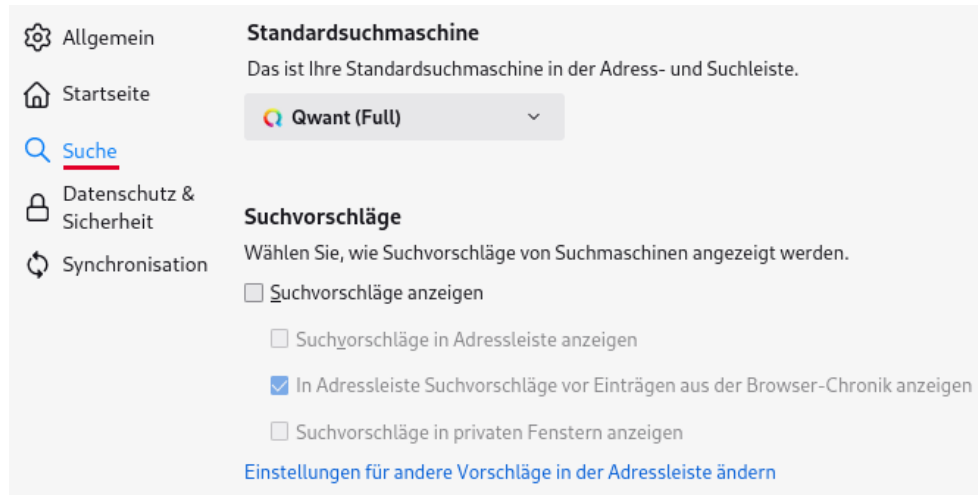 Allgemein
Startseite
Suche
Datenschutz &
Sicherheit
Synchronisation
Standardsuchmaschine
Das ist Ihre Standardsuchmaschine in der Adress- und Suchleiste.
Qwant (Full)
Suchvorschläge
Wählen Sie, wie Suchvorschläge von Suchmaschinen angezeigt werden.
Suchvorschläge anzeigen
Suchvorschläge in Adressleiste anzeigen
In Adressleiste Suchvorschläge vor Einträgen aus der Browser-Chronik anzeigen
Suchvorschläge in privaten Fenstern anzeigen
Einstellungen für andere Vorschläge in der Adressleiste ändern